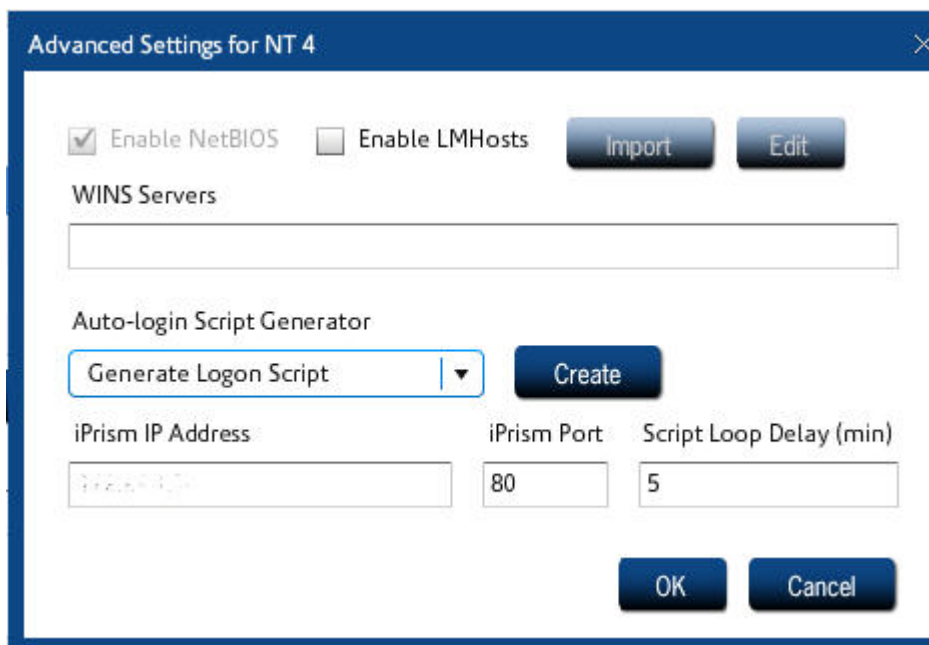 Advanced Settings for NT 4
Enable NetBIOS Enable LMHosts Import Edit
WINS Servers
Auto-login Script Generator
Generate Logon Script Create
iPrism IP Address iPrism Port Script Loop Delay (min)
80 5
OK Cancel